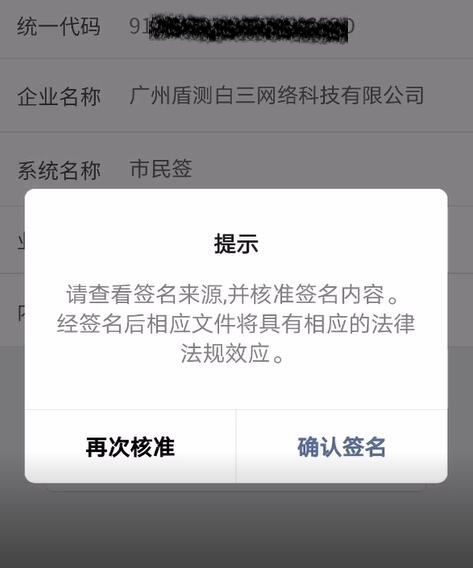 统一代码 91
企业名称 广州盾测白三网络科技有限公司
系统名称 市民签
提示
请查看签名来源,并核准签名内容。
经签名后相应文件将具有相应的法律
法规效应。
再次核准 确认签名